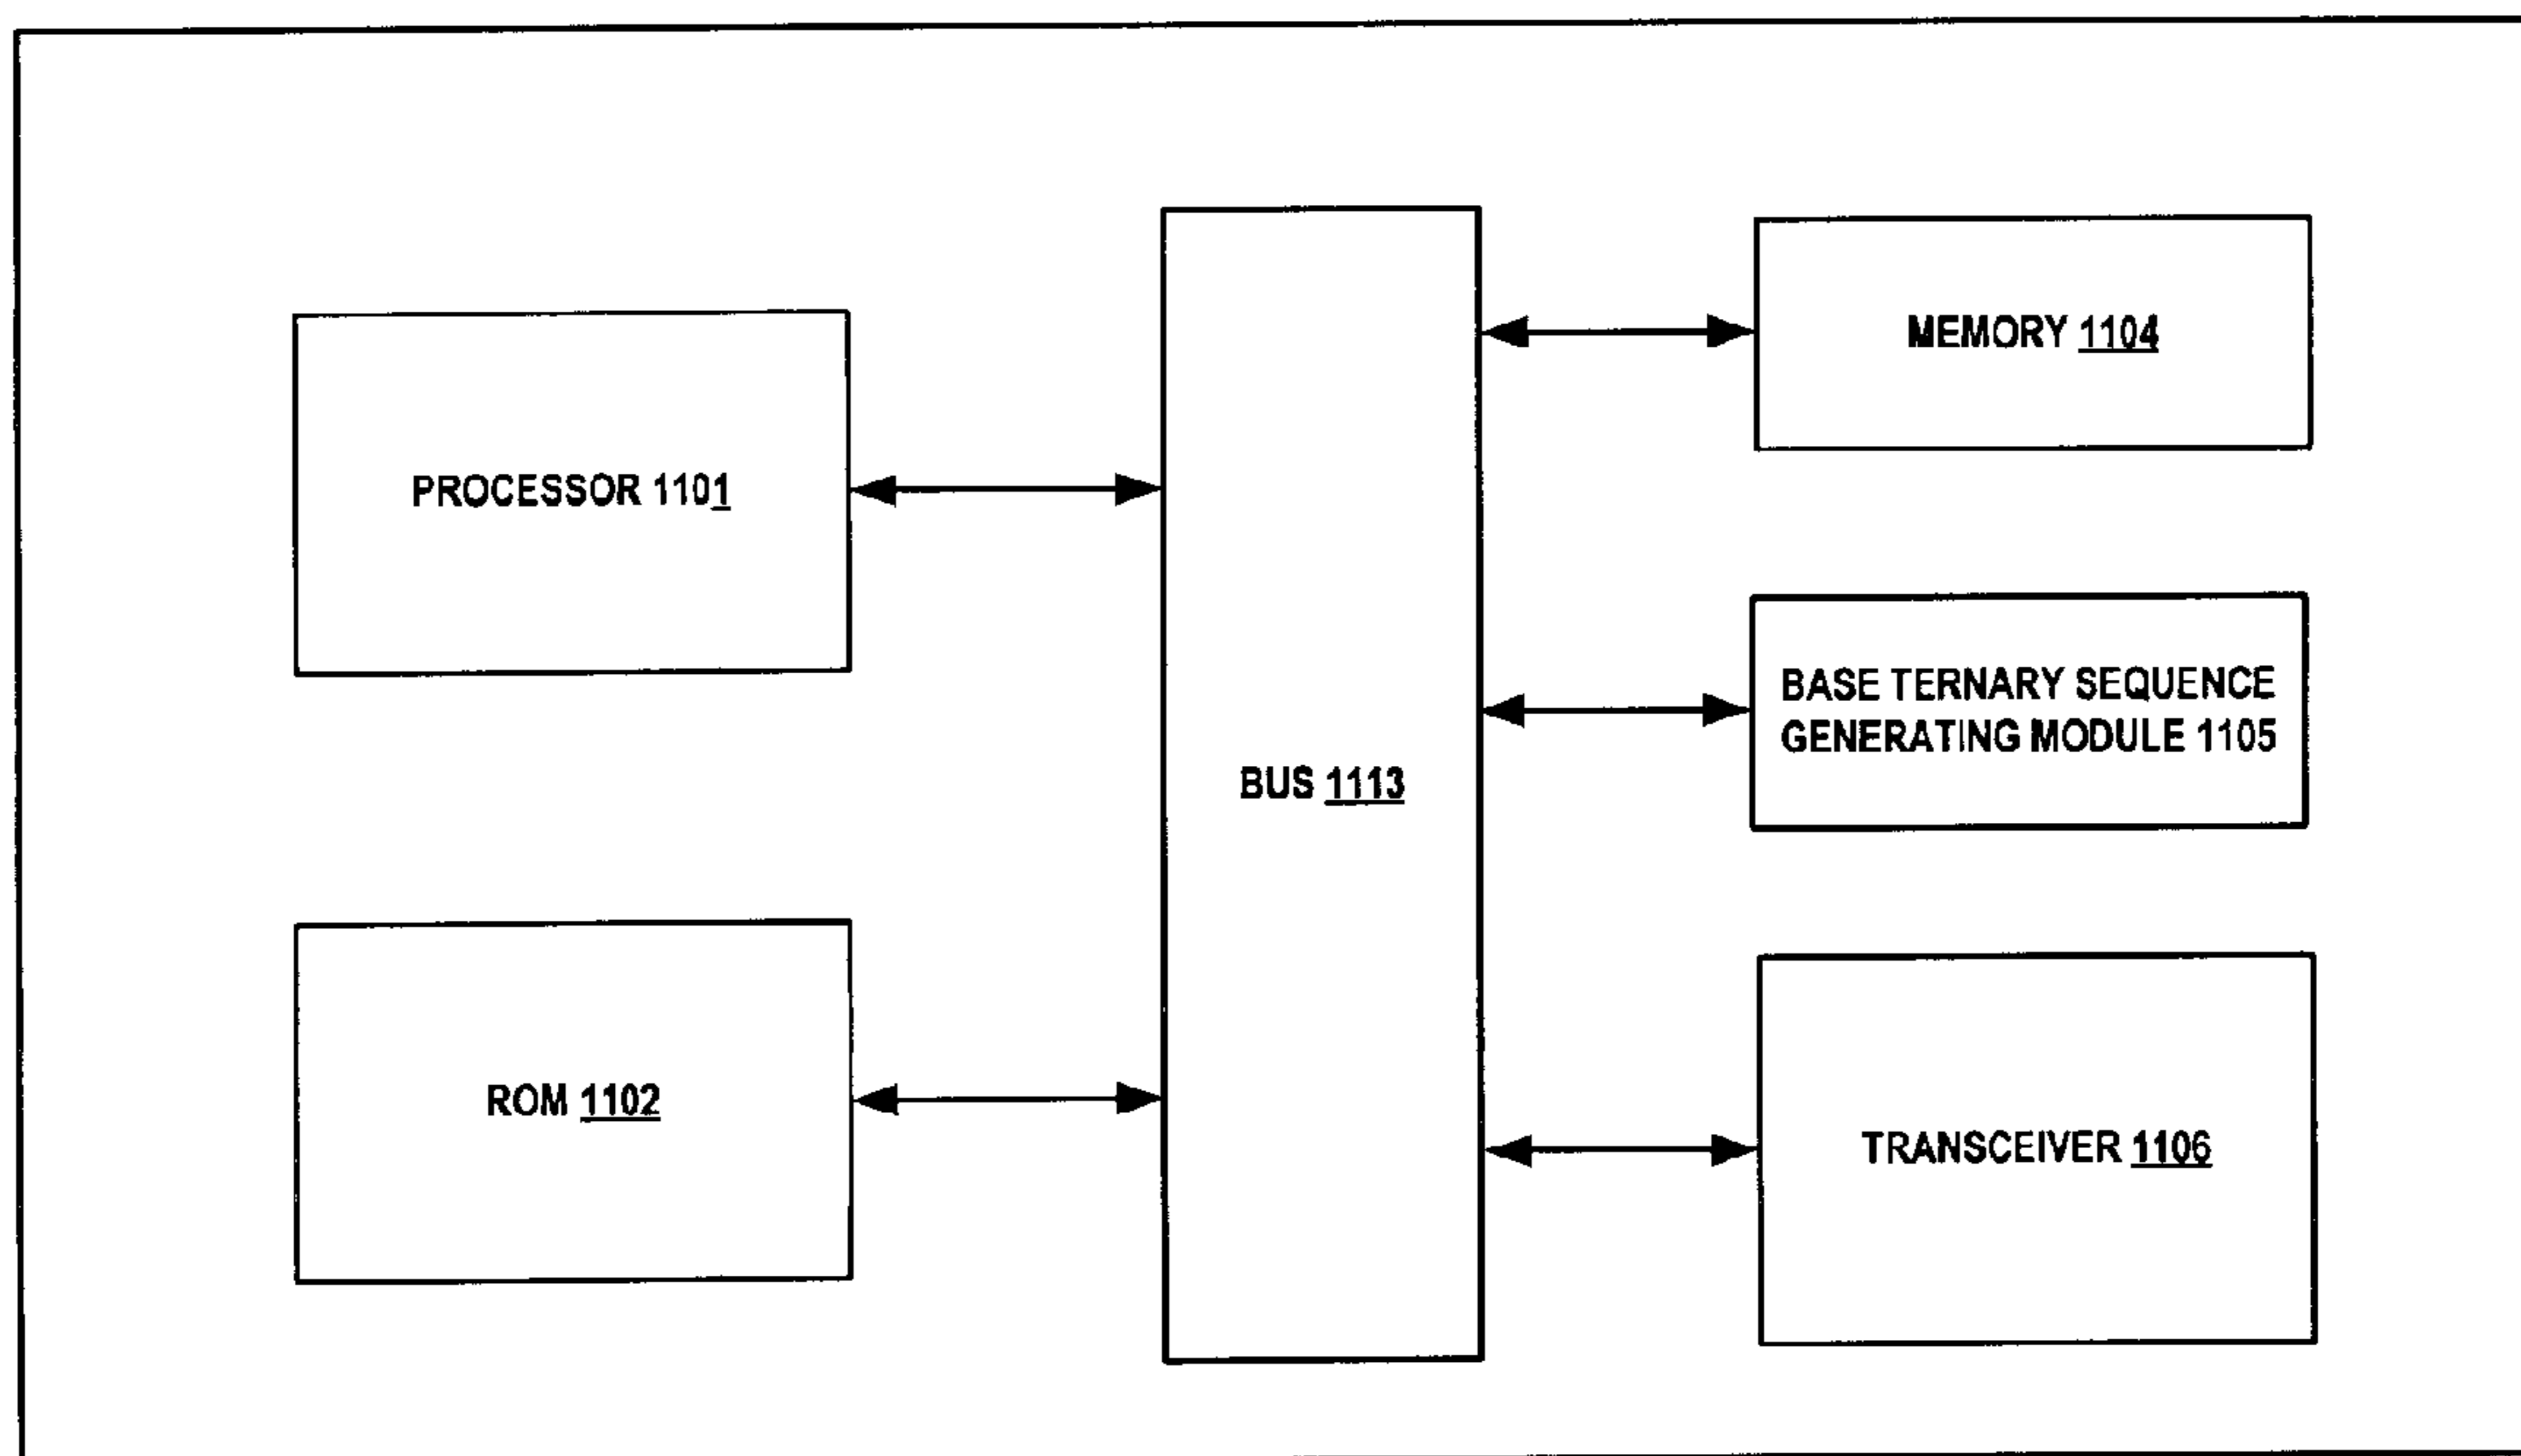 PROCESSOR 1101
ROM 1102
BUS 1113
MEMORY 1104
BASE TERNARY SEQUENCE
GENERATING MODULE 1105
TRANSCEIVER 1106